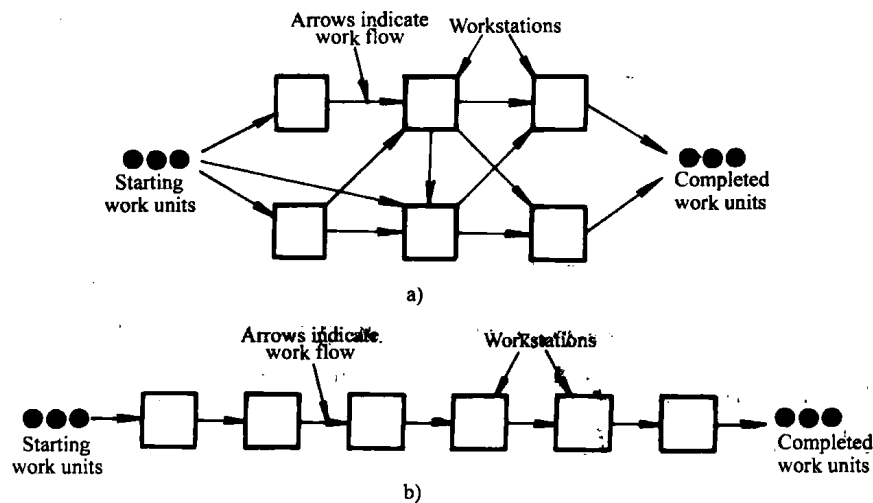 Arrows indicate
work flow
Workstations
Starting
work units
Completed
work units
a)
Arrows indicate
work flow
Workstations
Starting
work units
Completed
work units
b)